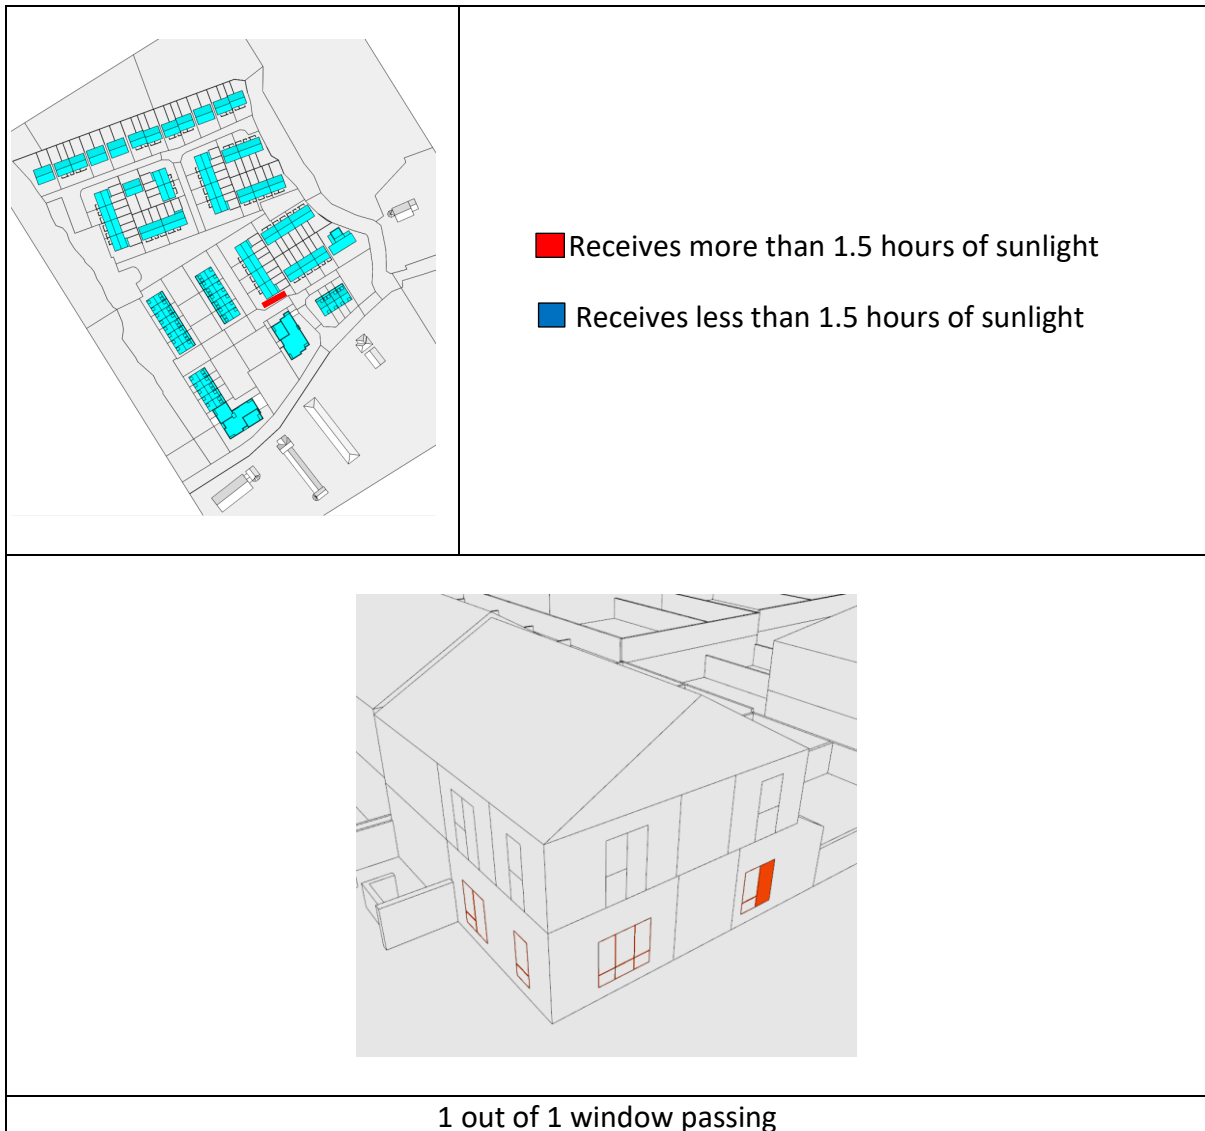 Receives more than 1.5 hours of sunlight
Receives less than 1.5 hours of sunlight
1 out of 1 window passing